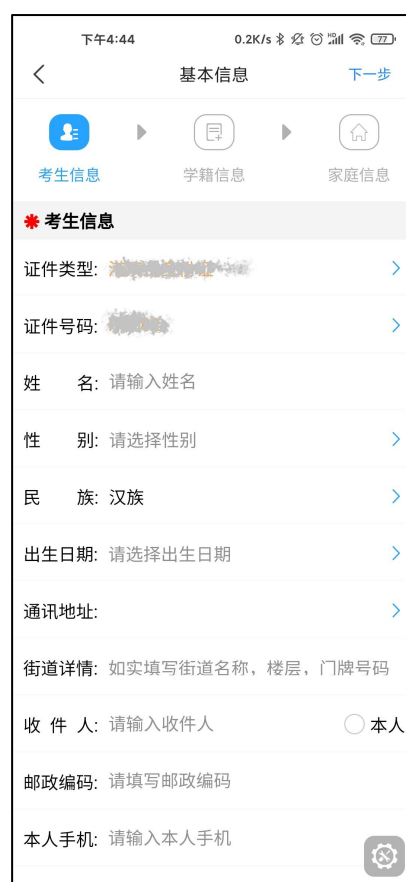 下午4:44 0.2K/s 77
基本信息 下一步
考生信息 学籍信息 家庭信息
✱ 考生信息
证件类型:
证件号码:
姓 名: 请输入姓名
性 别: 请选择性别
民 族: 汉族
出生日期: 请选择出生日期
通讯地址:
街道详情: 如实填写街道名称，楼层，门牌号码
收 件 人: 请输入收件人 本人
邮政编码: 请填写邮政编码
本人手机: 请输入本人手机